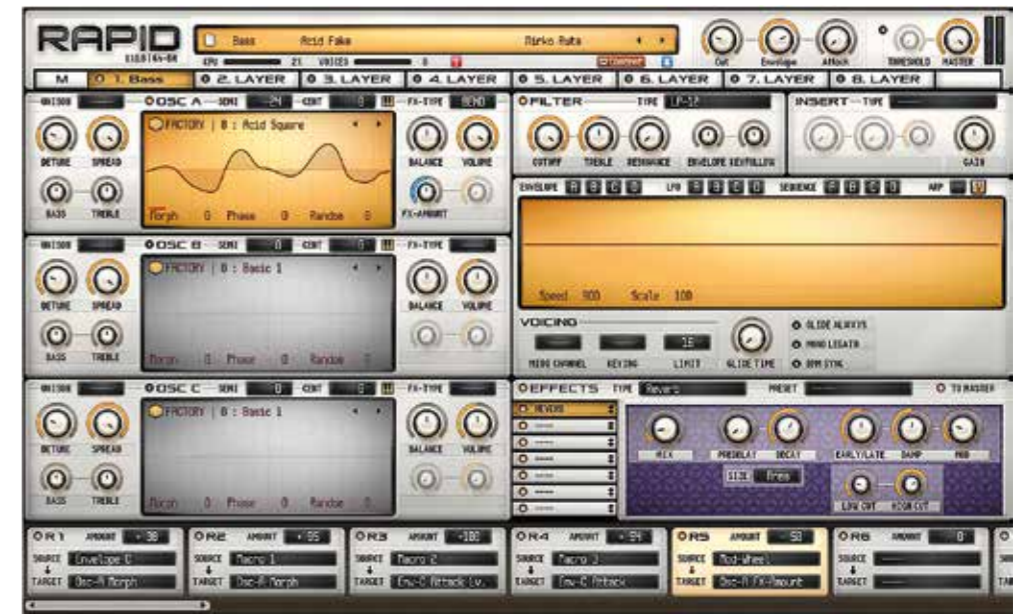 RAPID
Bass Acid Fake Mirko Ruta
CPU 2% VOICES 0
Cut Envelope Attack THRESHOLD MASTER
M 1. Bass 2. LAYER 3. LAYER 4. LAYER 5. LAYER 6. LAYER 7. LAYER 8. LAYER
UNISON OSC A SEMI -24 CENT 0 FX-TYPE BEND
FACTORY | B : Acid Square
DETUNE SPREAD BALANCE VOLUME
BASS TREBLE FX-AMOUNT
Morph 0 Phase 0 Random 0
FILTER TYPE LP-12
CUTOFF TREBLE RESONANCE ENVELOPE KEYFOLLOW
INSERT TYPE
GAIN
ENVELOPE A B C D LFO A B C D SEQUENCE A B C D ARP
Speed 900 Scale 100
UNISON OSC B SEMI 0 CENT 0 FX-TYPE
FACTORY | B : Basic 1
DETUNE SPREAD BALANCE VOLUME
BASS TREBLE
Morph 0 Phase 0 Random 0
VOICING
MIDI CHANNEL KEYING 16 LIMIT GLIDE TIME
GLIDE ALWAYS
MONO LEGATO
BPM SYNC
UNISON OSC C SEMI 0 CENT 0 FX-TYPE
FACTORY | B : Basic 1
DETUNE SPREAD BALANCE VOLUME
BASS TREBLE
Morph 0 Phase 0 Random 0
EFFECTS TYPE Reverb PRESET TO MASTER
REVERB
MIX PREDELAY DECAY EARLY/LATE DAMP MOD
SIZE Area
LOW CUT HIGH CUT
R1 AMOUNT
SOURCE Envelope C
TARGET Osc-A Morph
R2 AMOUNT
SOURCE Macro 1
TARGET Osc-A Morph
R3 AMOUNT -100
SOURCE Macro 2
TARGET Env-C Attack Lv.
R4 AMOUNT
SOURCE Macro 3
TARGET Env-C Attack
R5 AMOUNT 50
SOURCE Mod-Wheel
TARGET Osc-A FX-Amount
R6 AMOUNT 0
SOURCE
TARGET